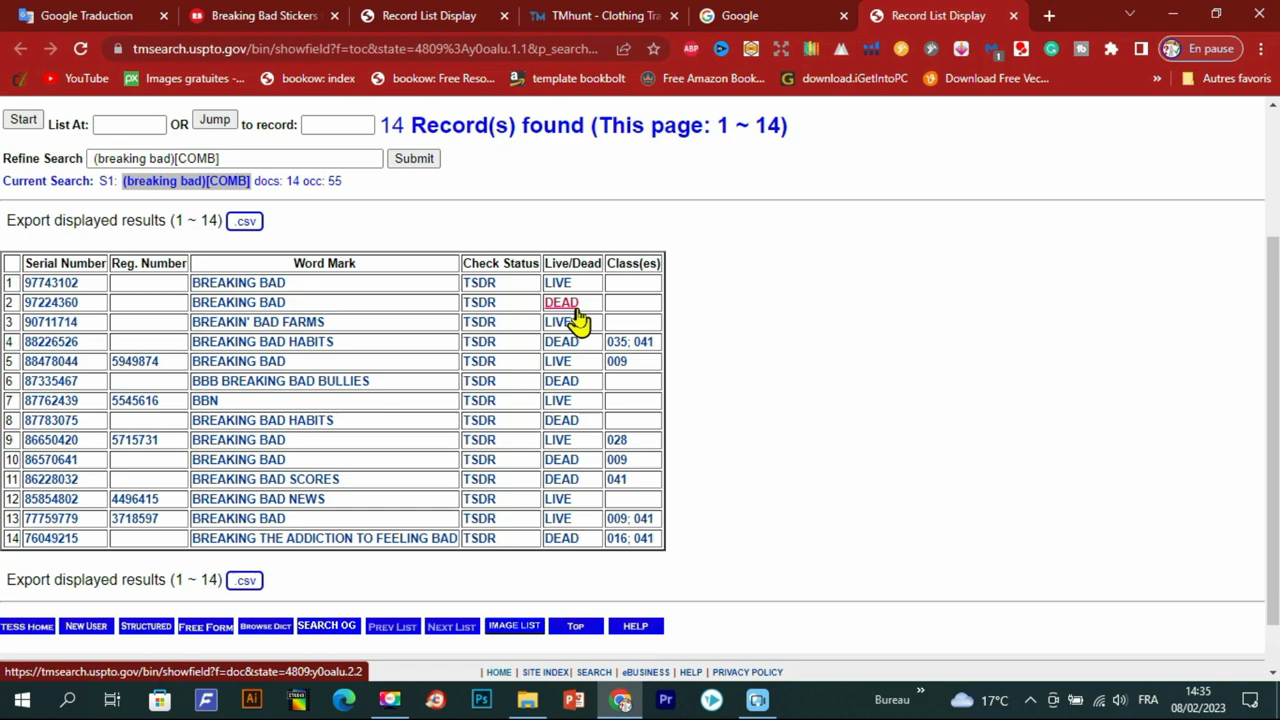 Google Traduction
Breaking Bad Stickers
Record List Display
TMhunt - Clothing Tra
Google
Record List Display
tmsearch.uspto.gov/bin/showfield?f=toc&state=4809%3Ay0oalu.1.1&p_search...
ABP
1
En pause
YouTube
Images gratuites -...
bookow: index
bookow: Free Reso...
template bookbolt
Free Amazon Book...
download.iGetIntoPC
Download Free Vec...
»
Autres favoris
Start List At: OR Jump to record: 14 Record(s) found (This page: 1 ~ 14)
Refine Search (breaking bad)[COMB] Submit
Current Search: S1: (breaking bad)[COMB] docs: 14 occ: 55
Export displayed results (1 ~ 14) .csv
Serial Number Reg. Number Word Mark Check Status Live/Dead Class(es)
1 97743102 BREAKING BAD TSDR LIVE
2 97224360 BREAKING BAD TSDR DEAD
3 90711714 BREAKIN' BAD FARMS TSDR LIVE
4 88226526 BREAKING BAD HABITS TSDR DEAD 035; 041
5 88478044 5949874 BREAKING BAD TSDR LIVE 009
6 87335467 BBB BREAKING BAD BULLIES TSDR DEAD
7 87762439 5545616 BBN TSDR LIVE
8 87783075 BREAKING BAD HABITS TSDR DEAD
9 86650420 5715731 BREAKING BAD TSDR LIVE 028
10 86570641 BREAKING BAD TSDR DEAD 009
11 86228032 BREAKING BAD SCORES TSDR DEAD 041
12 85854802 4496415 BREAKING BAD NEWS TSDR LIVE
13 77759779 3718597 BREAKING BAD TSDR LIVE 009; 041
14 76049215 BREAKING THE ADDICTION TO FEELING BAD TSDR DEAD 016; 041
Export displayed results (1 ~ 14) .csv
TESS HOME NEW USER STRUCTURED FREE FORM BROWSE DICT SEARCH OG PREV LIST NEXT LIST IMAGE LIST TOP HELP
https://tmsearch.uspto.gov/bin/showfield?f=doc&state=4809:y0oalu.2.2
| HOME | SITE INDEX| SEARCH | eBUSINESS | HELP | PRIVACY POLICY
Ai
Ps
Pr
Bureau
»
17°C
FRA
14:35
08/02/2023